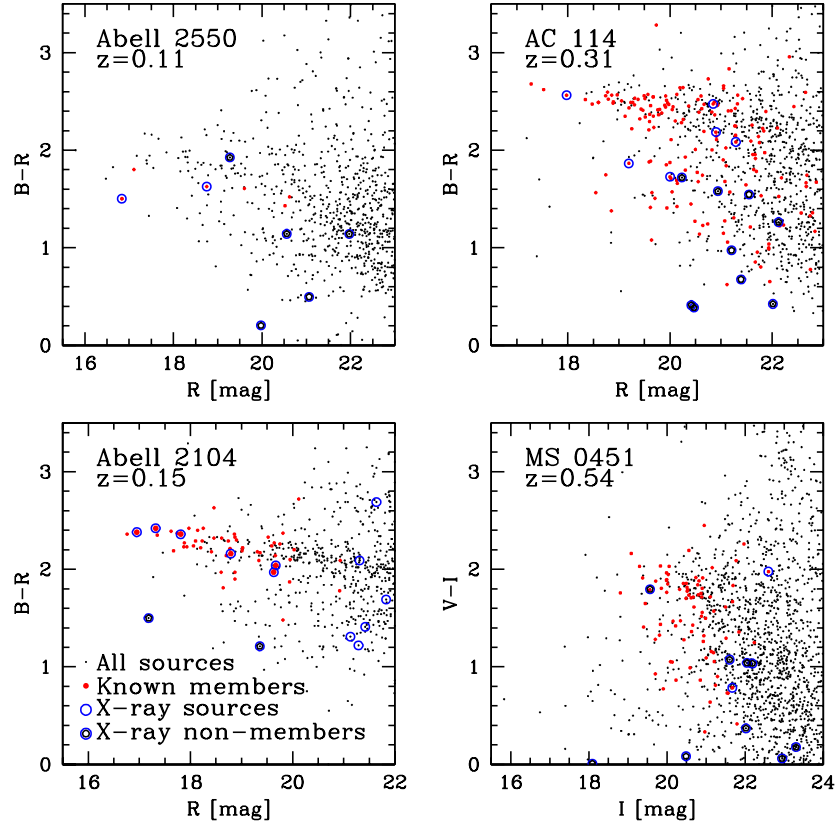 Abell 2550
z=0.11
3
2
1
0
B-R
16 18 20 22
R [mag]
AC 114
z=0.31
3
2
1
0
B-R
18 20 22
R [mag]
Abell 2104
z=0.15
3
2
1
0
B-R
All sources
Known members
X-ray sources
X-ray non-members
16 18 20 22
R [mag]
MS 0451
z=0.54
3
2
1
0
V-I
16 18 20 22 24
I [mag]